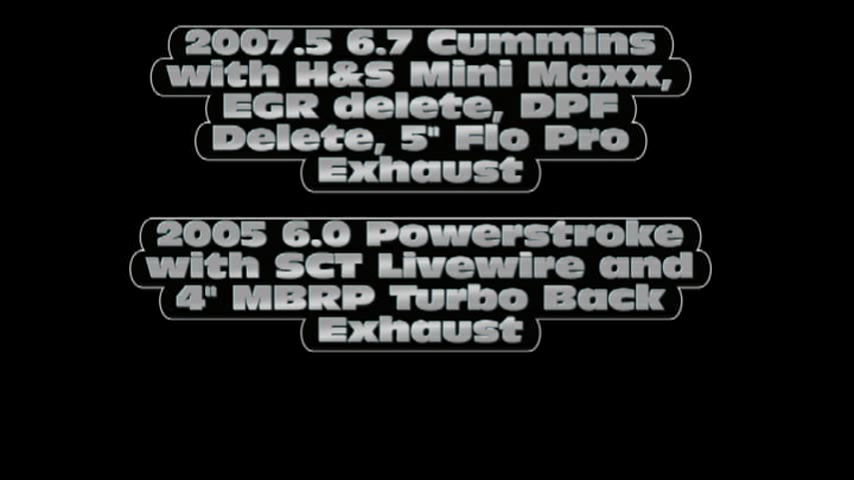 2007.5 6.7 Cummins
with H&S Mini Maxx,
EGR delete, DPF
Delete, 5" Flo Pro
Exhaust
2005 6.0 Powerstroke
with SCT Livewire and
4" MBRP Turbo Back
Exhaust